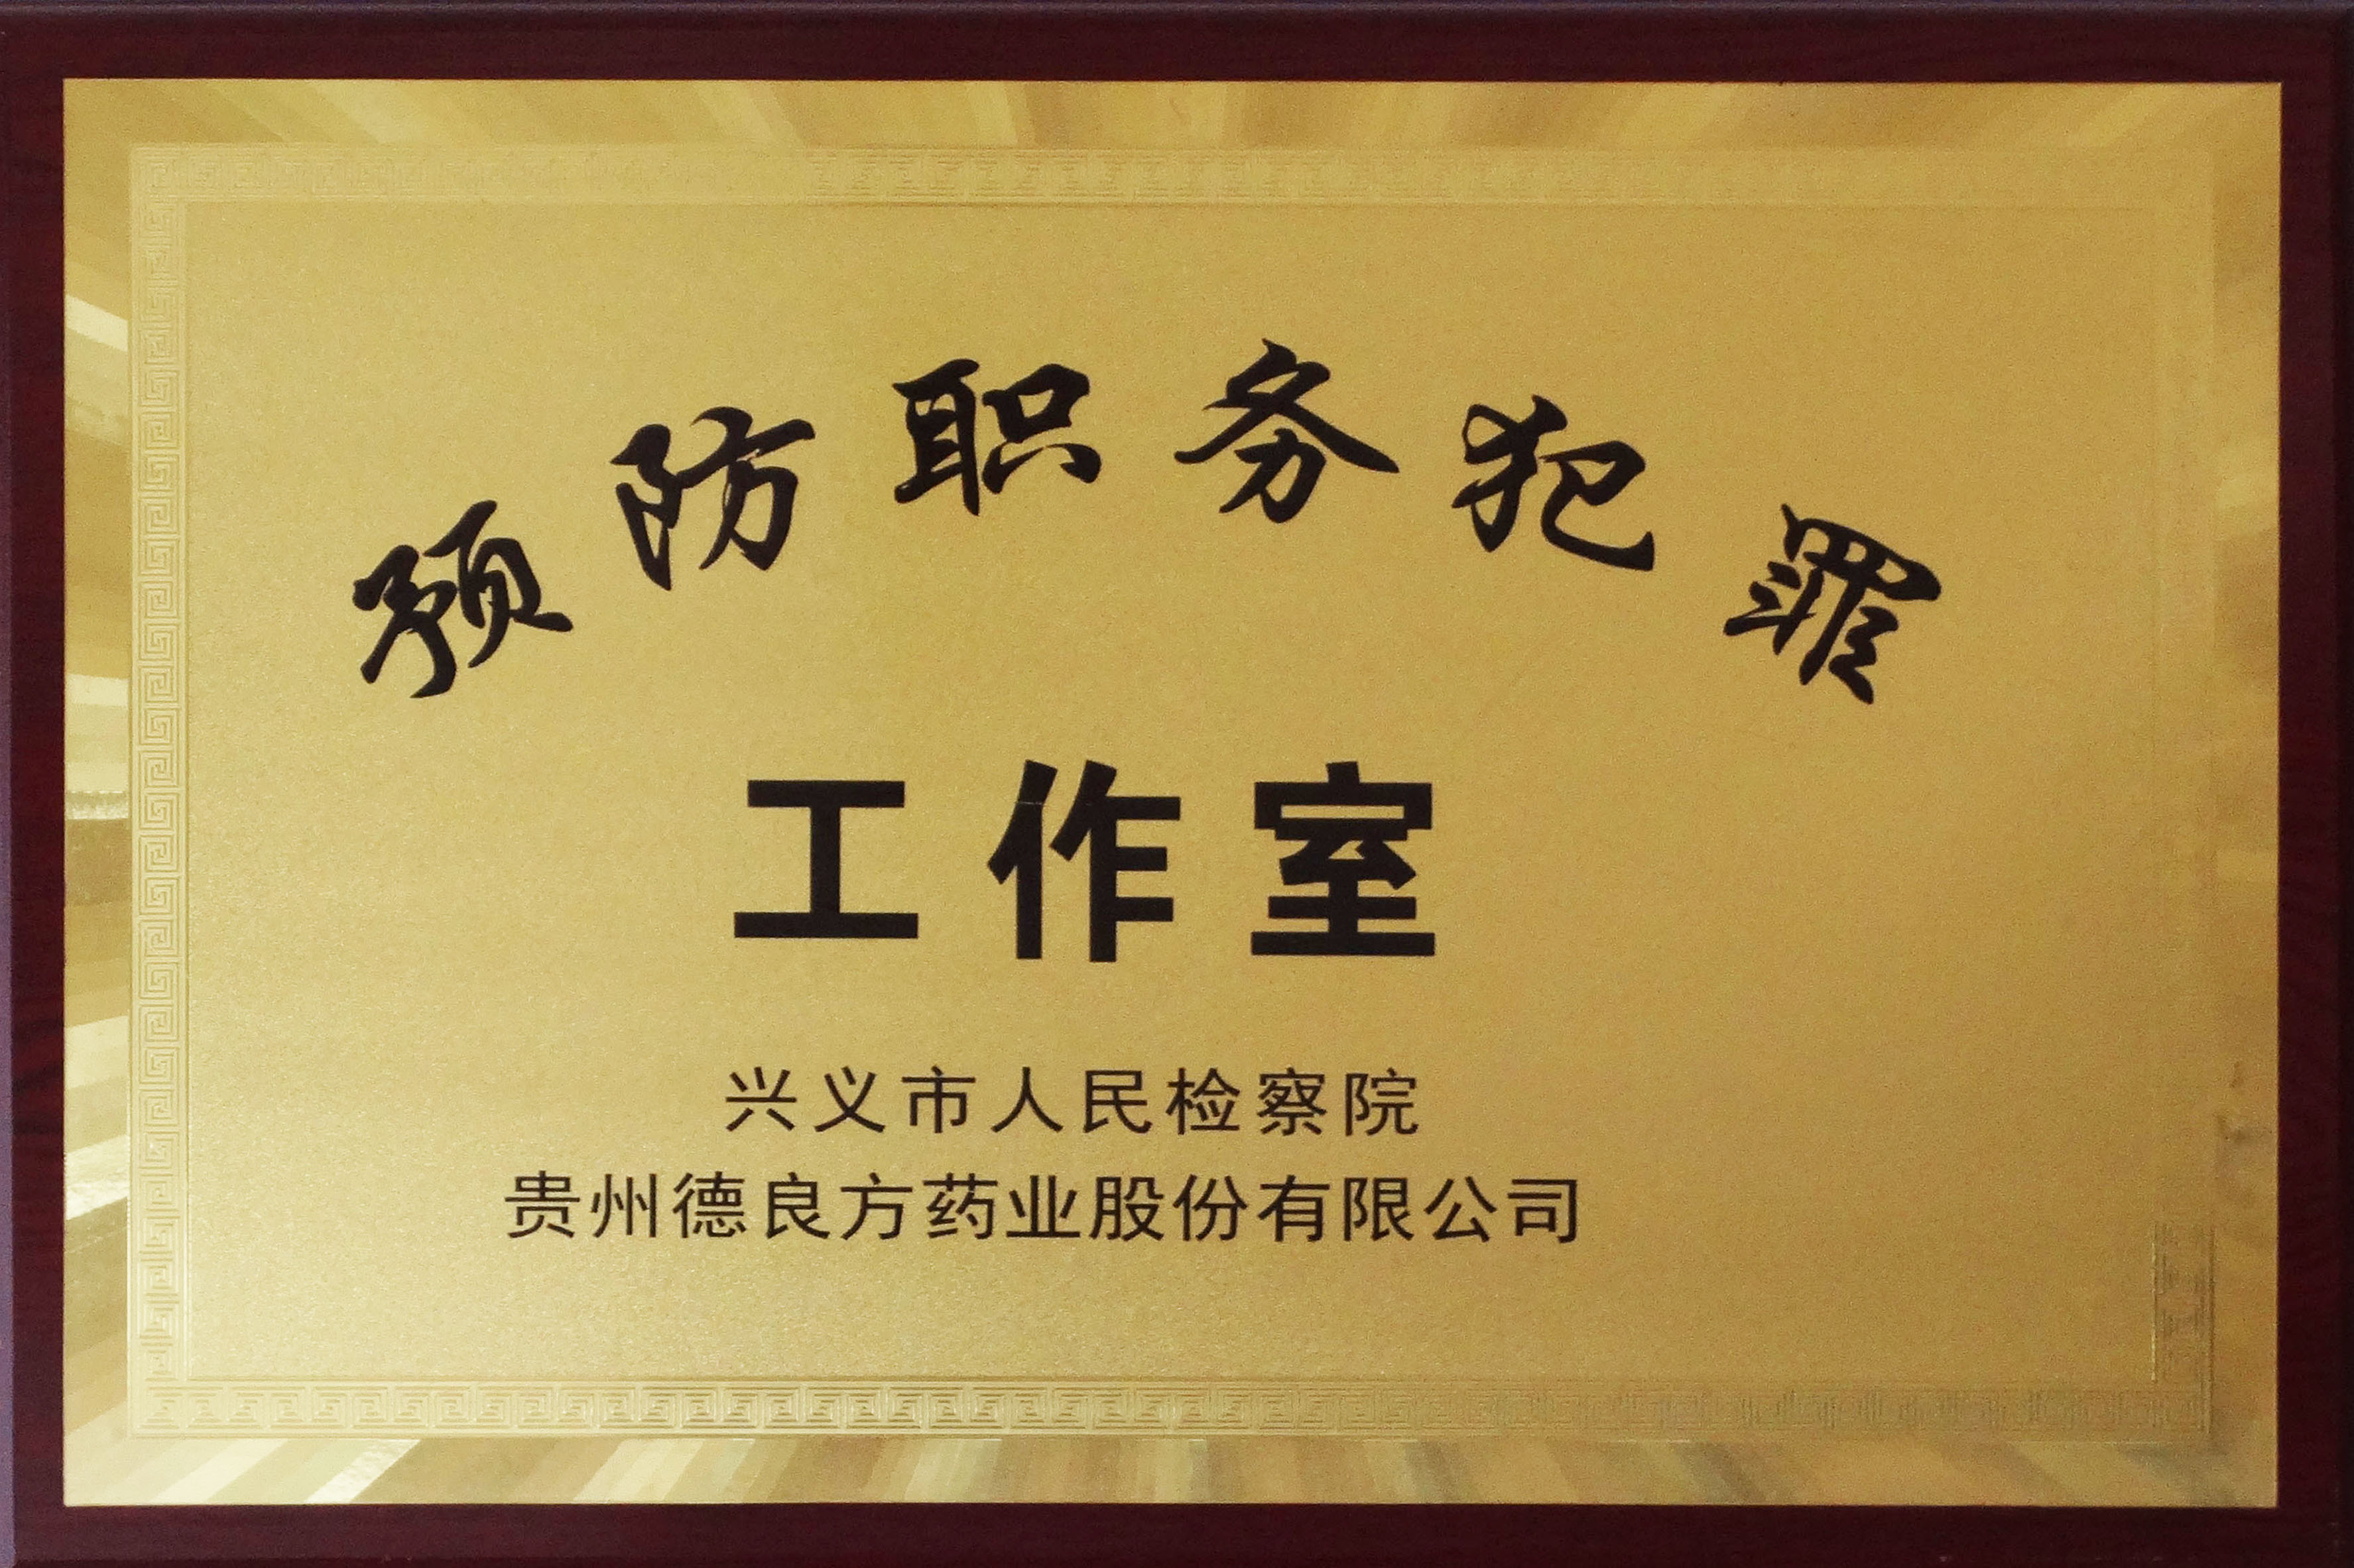 预防职务犯罪
工作室
兴义市人民检察院
贵州德良方药业股份有限公司